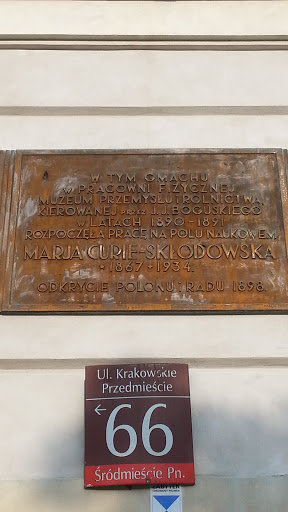 W TYM GMACHU
W PRACOWNI FIZYCZNEJ
MUZEUM PRZEMYSŁU I ROLNICTWA
KIEROWANEJ PRZEZ J. J. BOGUSKIEGO
W LATACH 1890-1891
ROZPOCZĘŁA PRACĘ NA POLU NAUKOWEM
MARJA CURIE-SKŁODOWSKA
* 1867 + 1934
ODKRYCIE POLONU I RADU - 1898
Ul. Krakowskie
Przedmieście
← 66
Śródmieście Pn.